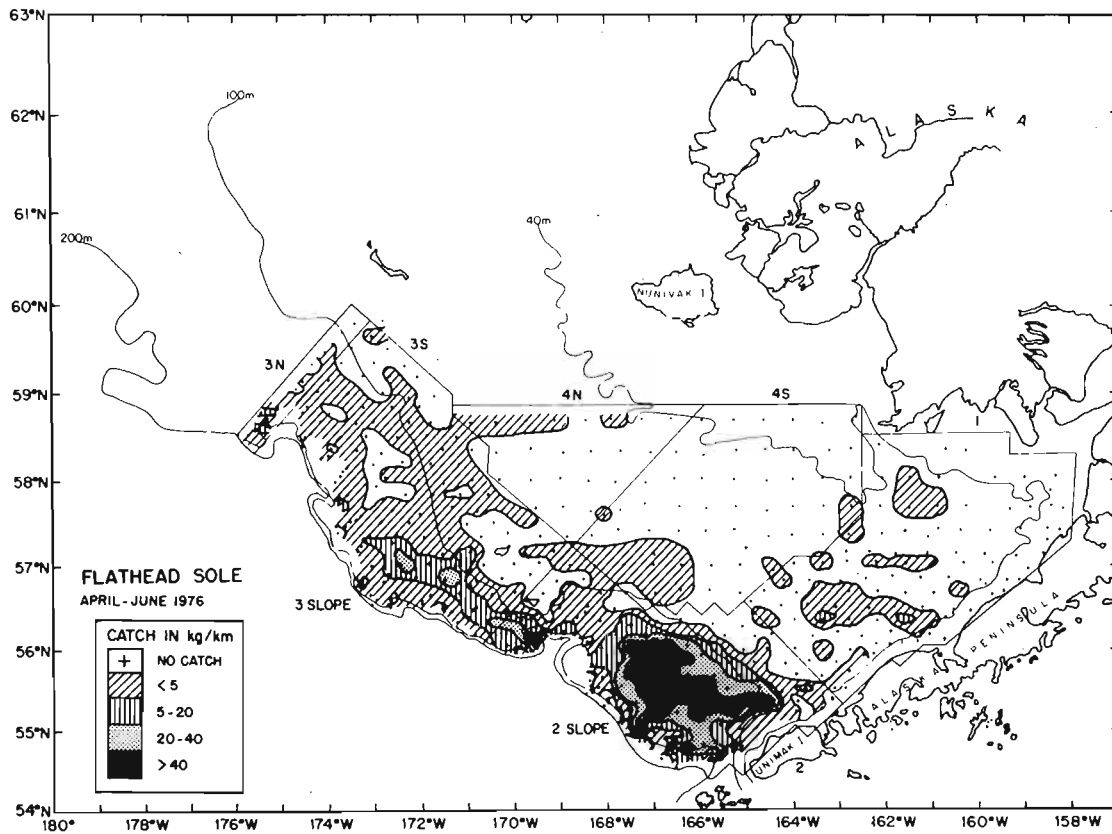 63°N
62°N
61°N
60°N
59°N
58°N
57°N
56°N
55°N
54°N
100m
200m
40m
ALASKA
NUNIVAK I
3N
3S
4N
4S
1
3 SLOPE
2 SLOPE
ALASKA PENINSULA
UNIMAK I
2
FLATHEAD SOLE
APRIL-JUNE 1976
CATCH IN kg/km
+ NO CATCH
<5
5-20
20-40
>40
180° 178°W 176°W 174°W 172°W 170°W 168°W 166°W 164°W 162°W 160°W 158°W